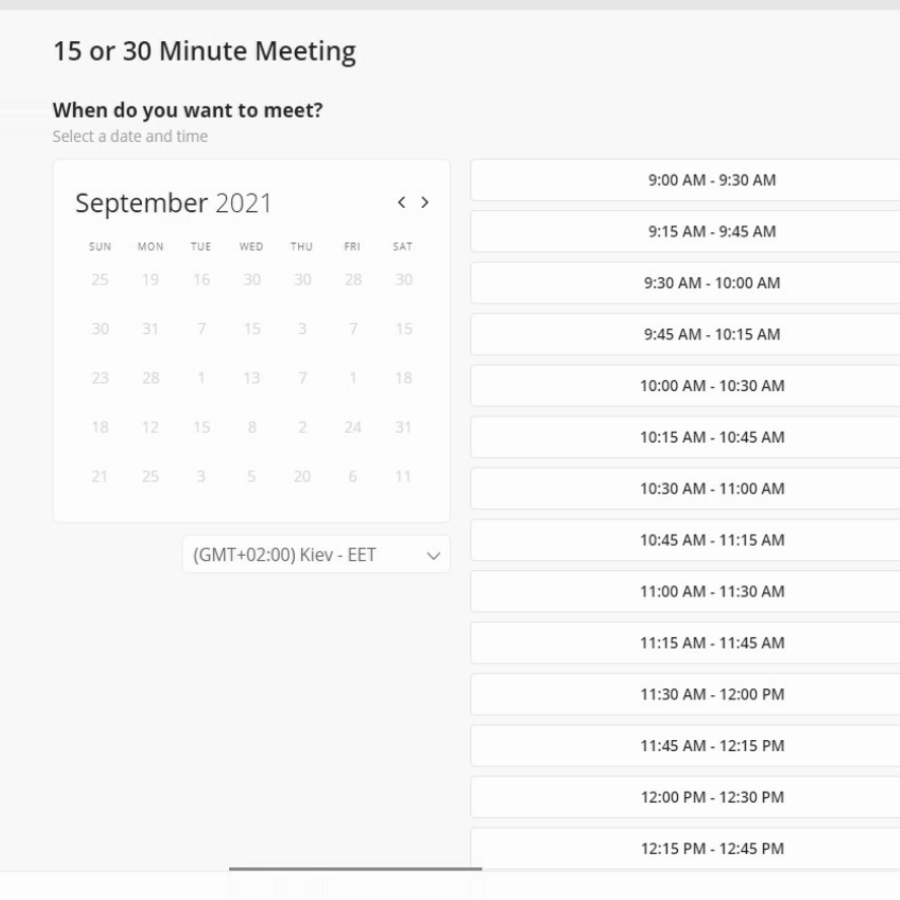 15 or 30 Minute Meeting
When do you want to meet?
Select a date and time
September 2021
SUN MON TUE WED THU FRI SAT
25 19 16 30 30 28 30
30 31 7 15 3 7 15
23 28 1 13 7 1 18
18 12 15 8 2 24 31
21 25 3 5 20 6 11
(GMT+02:00) Kiev - EET
9:00 AM - 9:30 AM
9:15 AM - 9:45 AM
9:30 AM - 10:00 AM
9:45 AM - 10:15 AM
10:00 AM - 10:30 AM
10:15 AM - 10:45 AM
10:30 AM - 11:00 AM
10:45 AM - 11:15 AM
11:00 AM - 11:30 AM
11:15 AM - 11:45 AM
11:30 AM - 12:00 PM
11:45 AM - 12:15 PM
12:00 PM - 12:30 PM
12:15 PM - 12:45 PM